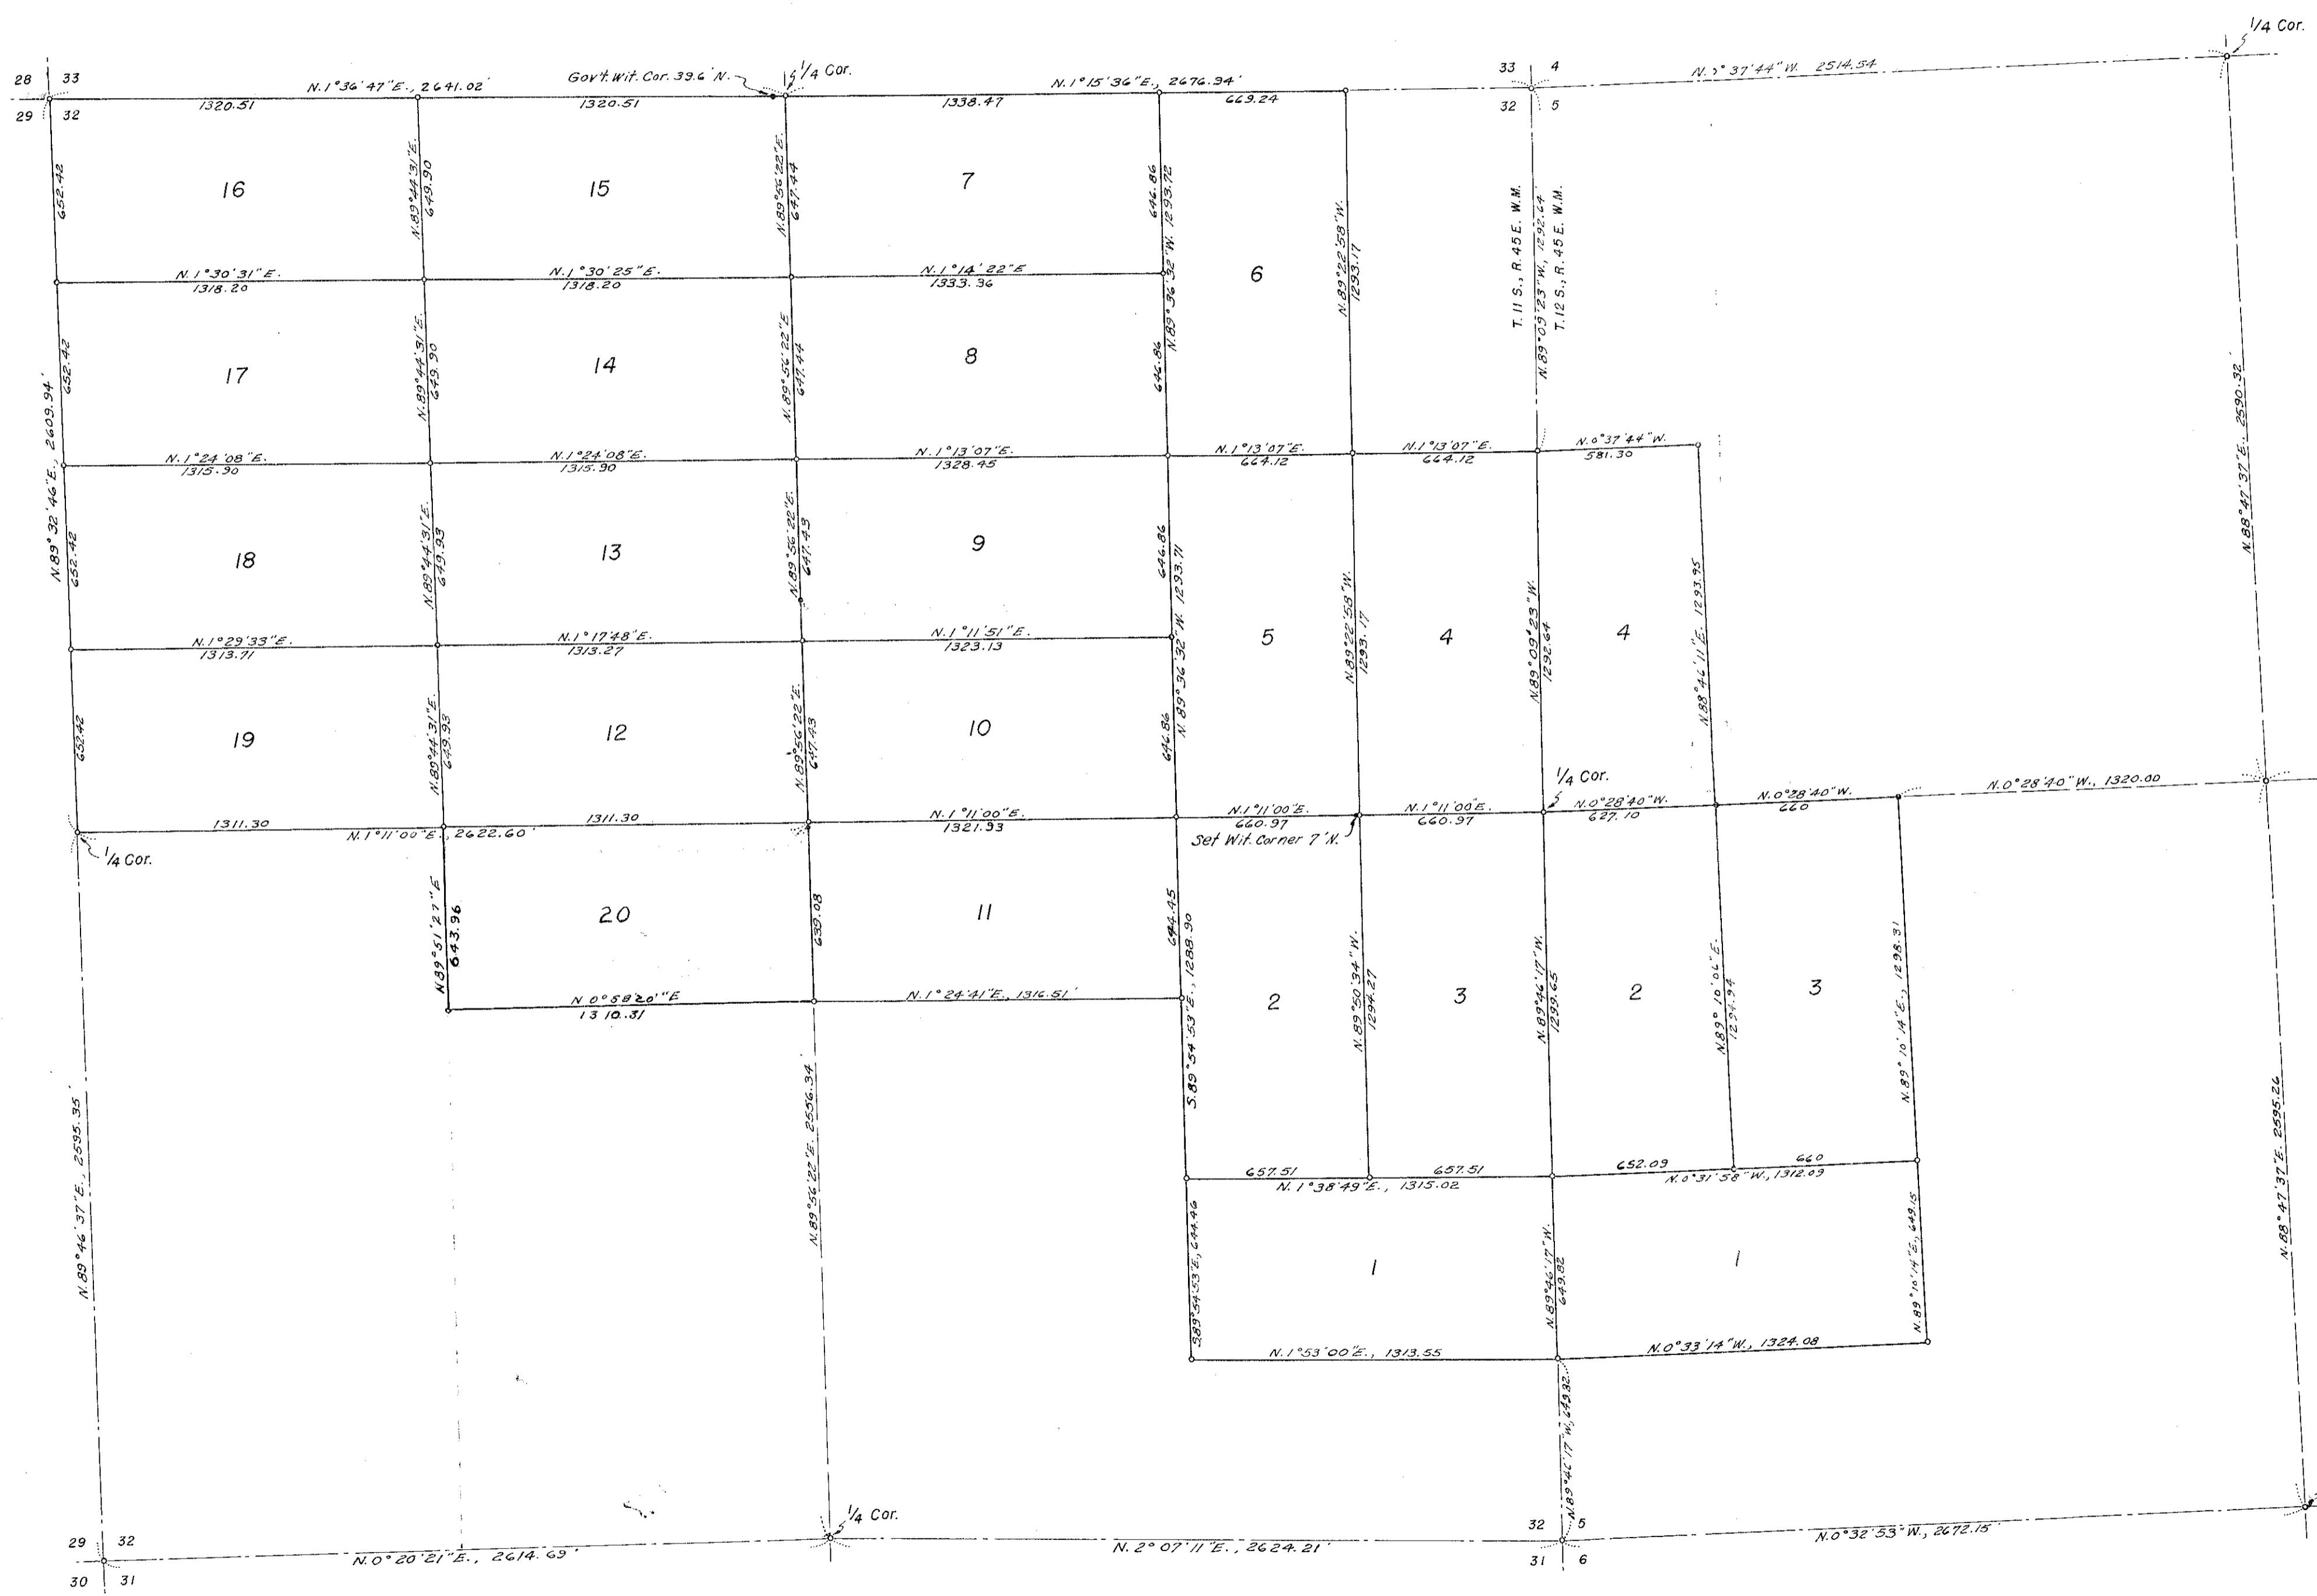 1/4 Cor.
28 33
29 32
N. 1° 36' 47" E., 2641.02'
Gov't. Wit. Cor. 39.6' N.
1/4 Cor.
N. 1° 15' 36" E., 2676.94'
33 4
32 5
37' 44" W. 2514.54
1320.51
1320.51
1338.47
669.24
652.42
16
N. 89° 44' 31" E.
649.90
15
N. 89° 56' 22" E.
647.44
7
646.86
N. 89° 36' 32" W. 1293.72
6
N. 89° 22' 58" W.
1293.17
T. 11 S., R. 45 E. W.M.
N. 89° 09' 23" W., 1292.64'
T. 12 S., R. 45 E. W.M.
N. 1° 30' 31" E.
1318.20
N. 1° 30' 25" E.
1318.20
N. 1° 14' 22" E
1333.36
N. 89° 32' 46" E., 2609.94'
652.42
17
N. 89° 44' 31" E.
649.90
14
N. 89° 56' 22" E
647.44
8
646.86
N. 88° 47' 37" E. 2590.32'
N. 1° 24' 08" E.
1315.90
N. 1° 24' 08" E.
1315.90
N. 1° 13' 07" E.
1328.45
N. 1° 13' 07" E.
664.12
N. 1° 13' 07" E.
664.12
N. 0° 37' 44" W.
581.30
652.42
18
N. 89° 44' 31" E.
649.93
13
N. 89° 56' 22" E.
647.43
9
646.86
N. 89° 36' 32" W. 1293.71
5
N. 89° 22' 58" W.
1293.17
4
N. 89° 09' 23" W
1292.64
4
N. 88° 46' 11" E. 1293.95
N. 1° 29' 33" E.
1313.71
N. 1° 17' 48" E.
1313.27
N. 1° 11' 51" E.
1323.13
652.42
19
N. 89° 44' 31" E.
649.93
12
N. 89° 56' 22" E.
647.43
10
646.86
1/4 Cor.
1311.30
N. 1° 11' 00" E., 2622.60'
1311.30
N. 1° 11' 00" E.
1321.93
N. 1° 11' 00" E.
660.97
N. 1° 11' 00" E.
660.97
N. 0° 28' 40" W.
627.10
N. 0° 28' 40" W.
660
N. 0° 28' 40" W., 1320.00
1/4 Cor.
Set Wit. Corner 7' N.
N. 89° 51' 27" E
643.96
20
639.08
11
644.45
S. 89° 54' 53" E., 1288.90
2
N. 89° 50' 34" W.
1294.27
3
N. 89° 46' 17" W.
1299.65
2
N. 89° 10' 06" E.
1294.94
3
N. 89° 10' 14" E., 1298.31
N 0° 58' 20" E
1310.31
N. 1° 24' 41" E., 1316.51'
N. 89° 46' 37" E., 2595.35'
N. 89° 56' 22" E. 2556.34'
N. 88° 47' 37" E. 2595.26
657.51
657.51
N. 1° 38' 49" E., 1315.02
652.09
660
N. 0° 31' 58" W., 1312.09
S. 89° 54' 53" E., 644.46
1
N. 89° 46' 17" W.
649.82
1
N. 89° 10' 14" E., 649.15
N. 1° 53' 00" E., 1313.55
N. 0° 33' 14" W., 1324.08
N. 89° 46' 17" W., 649.82
29 32
30 31
N. 0° 20' 21" E., 2614.69'
1/4 Cor.
N. 2° 07' 11" E., 2624.21'
32 5
31 6
N. 0° 32' 53" W., 2672.15'